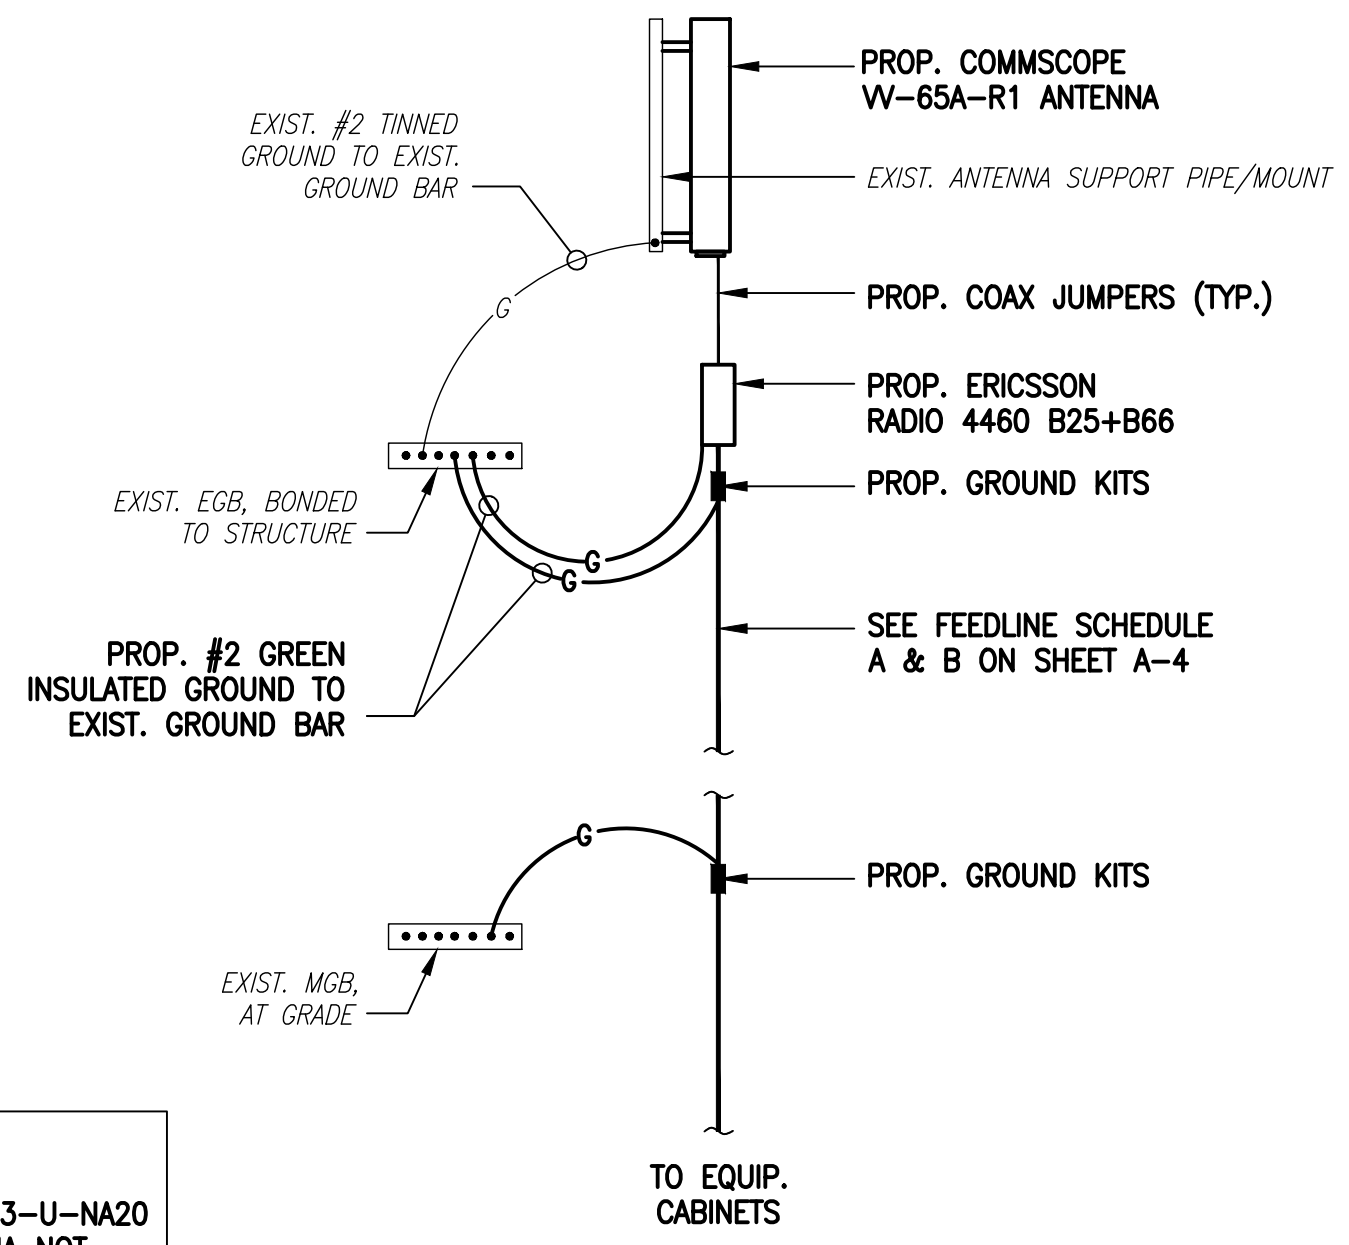 PROP. COMMSCOPE
VV-65A-R1 ANTENNA
EXIST. #2 TINNED
GROUND TO EXIST.
GROUND BAR
EXIST. ANTENNA SUPPORT PIPE/MOUNT
G
PROP. COAX JUMPERS (TYP.)
PROP. ERICSSON
RADIO 4460 B25+B66
PROP. GROUND KITS
EXIST. EGB, BONDED
TO STRUCTURE
G
G
SEE FEEDLINE SCHEDULE
A & B ON SHEET A-4
PROP. #2 GREEN
INSULATED GROUND TO
EXIST. GROUND BAR
G
PROP. GROUND KITS
EXIST. MGB,
AT GRADE
TO EQUIP.
CABINETS
3-U-NA20
NOT